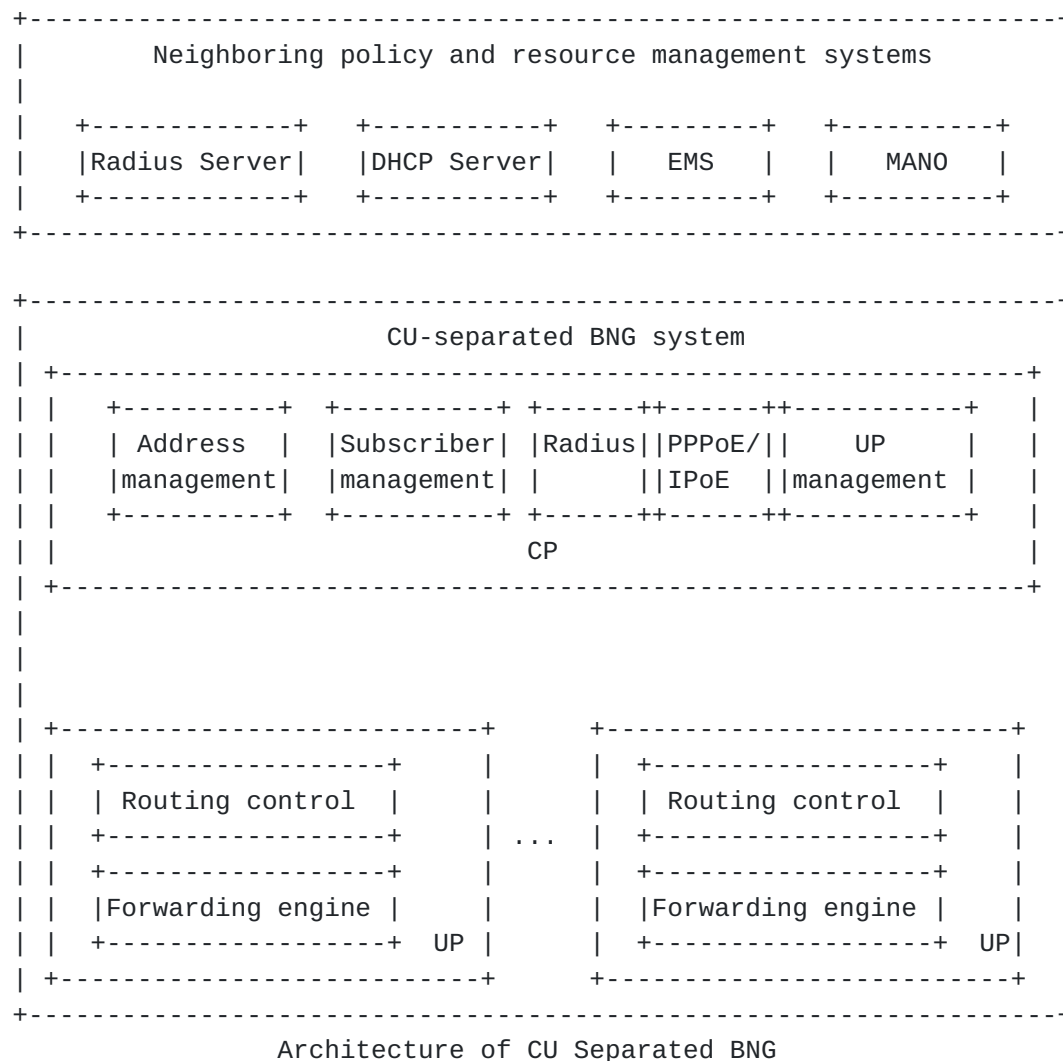 Neighboring policy and resource management systems
Radius Server DHCP Server EMS MANO
CU-separated BNG system
Address Subscriber Radius PPPoE/ UP
management management IPoE management
CP
Routing control Routing control
...
Forwarding engine Forwarding engine
UP UP
Architecture of CU Separated BNG